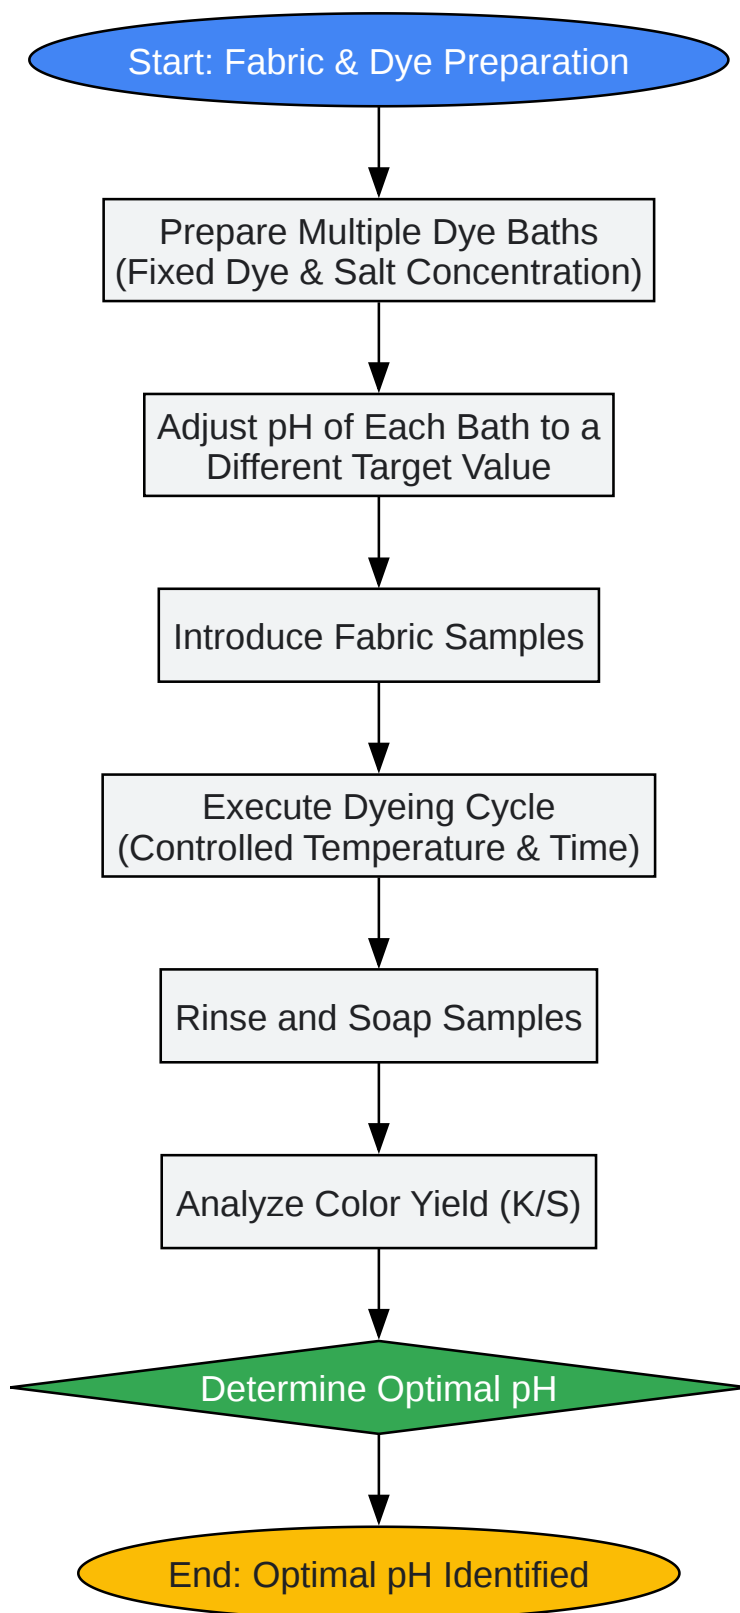 Start: Fabric & Dye Preparation
Prepare Multiple Dye Baths
(Fixed Dye & Salt Concentration)
Adjust pH of Each Bath to a
Different Target Value
Introduce Fabric Samples
Execute Dyeing Cycle
(Controlled Temperature & Time)
Rinse and Soap Samples
Analyze Color Yield (K/S)
Determine Optimal pH
End: Optimal pH Identified